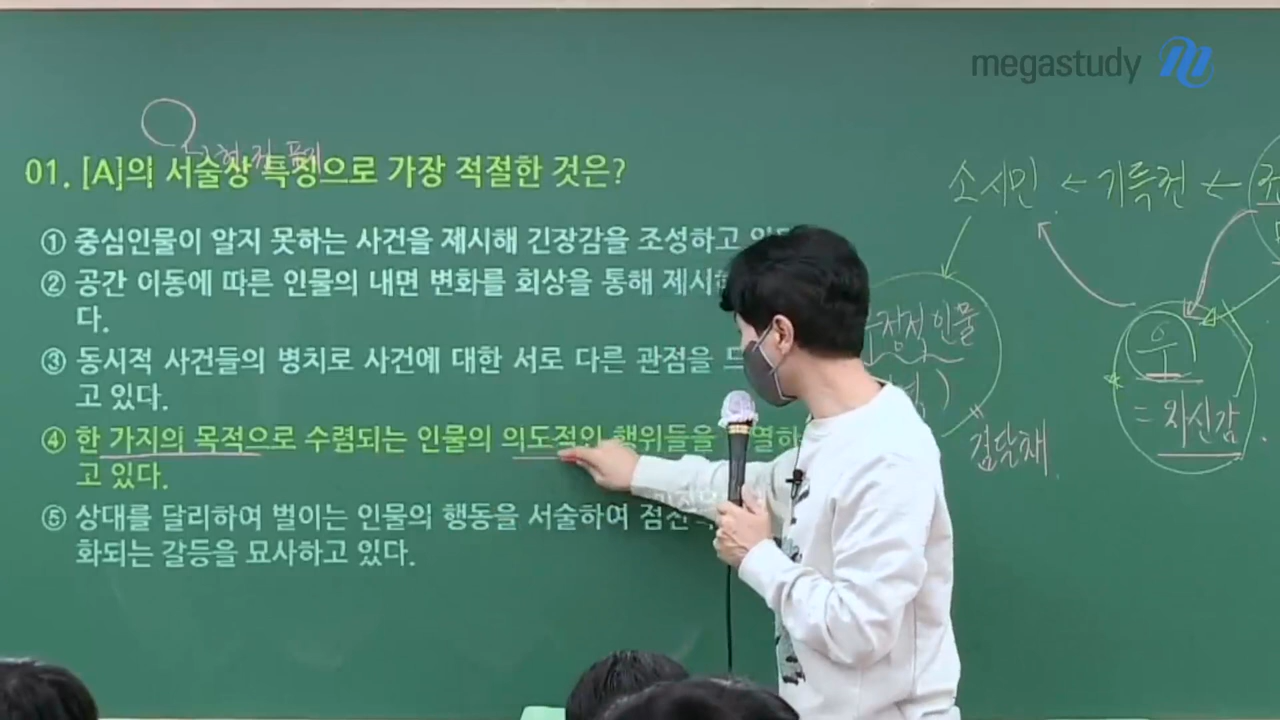 megastudy
01. [A]의 서술상 특징으로 가장 적절한 것은?
① 중심인물이 알지 못하는 사건을 제시해 긴장감을 조성하고
② 공간 이동에 따른 인물의 내면 변화를 회상을 통해
다.
③ 동시적 사건들의 병치로 사건에 대한 서로 다른 관점을
고 있다.
④ 한 가지의 목적으로 수렴되는 인물의 의도적인 행위들을
고 있다.
⑤ 상대를 달리하여 벌이는 인물의 행동을 서술하여
화되는 갈등을 묘사하고 있다.
소시민 ← 기득권 ←
인물
우
= 자신감
결단체